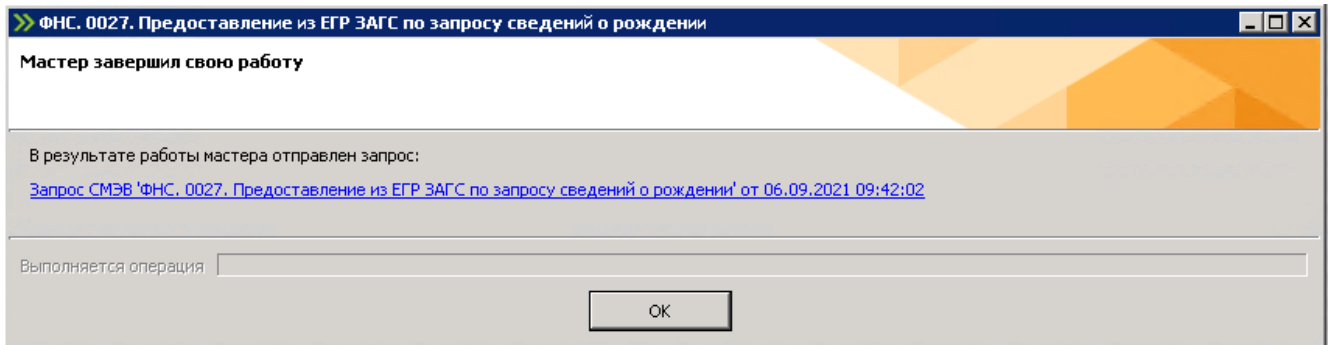 ФНС. 0027. Предоставление из ЕГР ЗАГС по запросу сведений о рождении
Мастер завершил свою работу
В результате работы мастера отправлен запрос:
Запрос СМЭВ 'ФНС. 0027. Предоставление из ЕГР ЗАГС по запросу сведений о рождении' от 06.09.2021 09:42:02
Выполняется операция
ОК